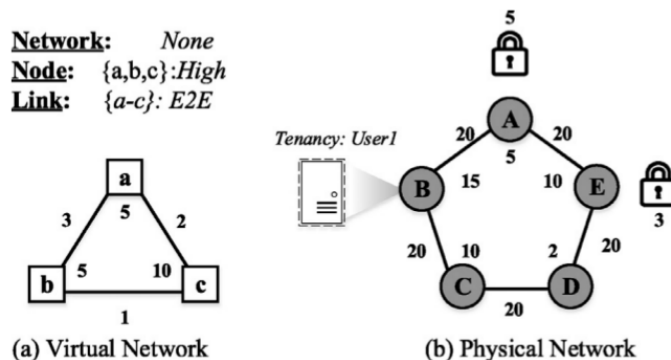 Network: None
Node: {a,b,c}:High
Link: {a-c}: E2E
a
5
3
2
5
10
b
c
1
(a) Virtual Network
5
A
20
20
5
Tenancy: User1
B
15
10
E
3
20
10
2
20
C
D
20
(b) Physical Network